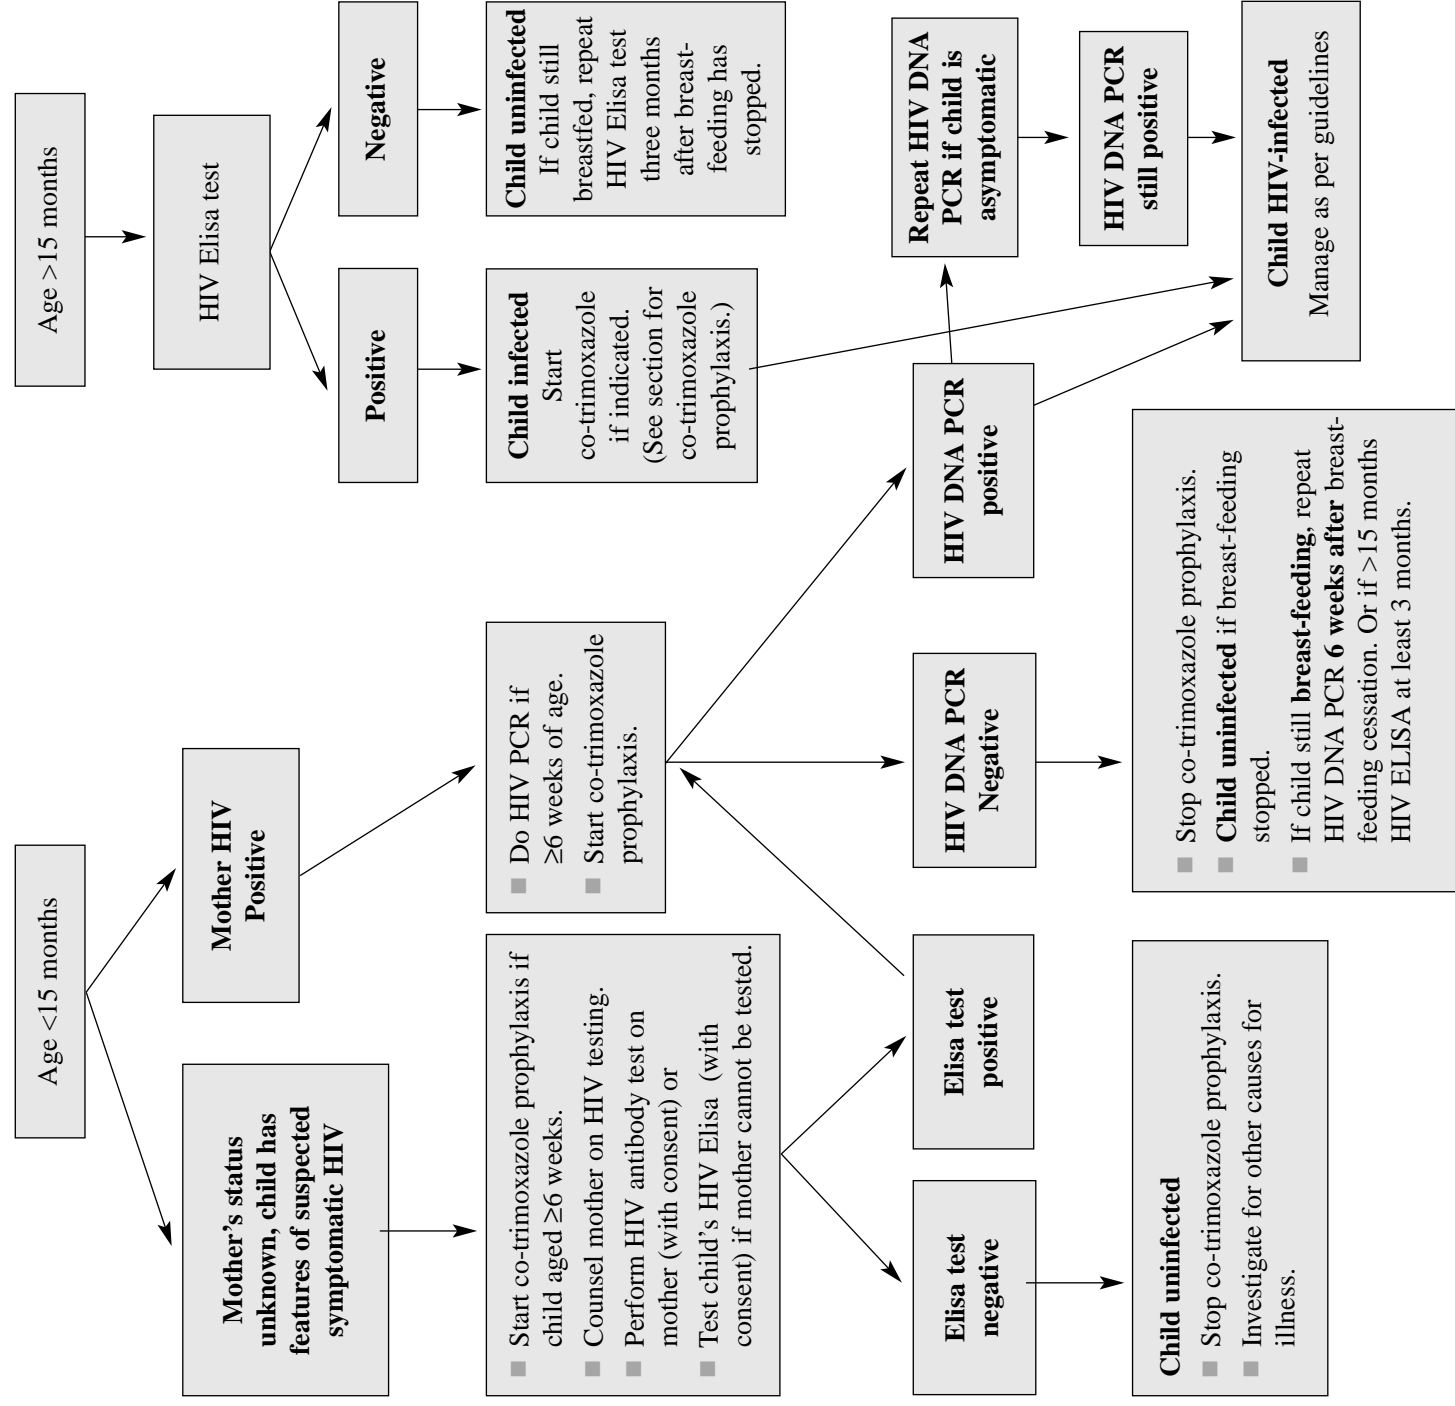 Age <15 months
Mother's status
unknown, child has
features of suspected
symptomatic HIV
Mother HIV
Positive
■ Start co-trimoxazole prophylaxis if
child aged ≥6 weeks.
■ Counsel mother on HIV testing.
■ Perform HIV antibody test on
mother (with consent) or
■ Test child's HIV Elisa (with
consent) if mother cannot be tested.
■ Do HIV PCR if
≥6 weeks of age.
■ Start co-trimoxazole
prophylaxis.
Elisa test
negative
Elisa test
positive
HIV DNA PCR
Negative
HIV DNA PCR
positive
Repeat HIV DNA
PCR if child is
asymptomatic
HIV DNA PCR
still positive
Child uninfected
■ Stop co-trimoxazole prophylaxis.
■ Investigate for other causes for
illness.
■ Stop co-trimoxazole prophylaxis.
■ Child uninfected if breast-feeding
stopped.
■ If child still breast-feeding, repeat
HIV DNA PCR 6 weeks after breast-
feeding cessation. Or if >15 months
HIV ELISA at least 3 months.
Child HIV-infected
Manage as per guidelines
Age >15 months
HIV Elisa test
Positive
Negative
Child infected
Start
co-trimoxazole
if indicated.
(See section for
co-trimoxazole
prophylaxis.)
Child uninfected
If child still
breastfed, repeat
HIV Elisa test
three months
after breast-
feeding has
stopped.